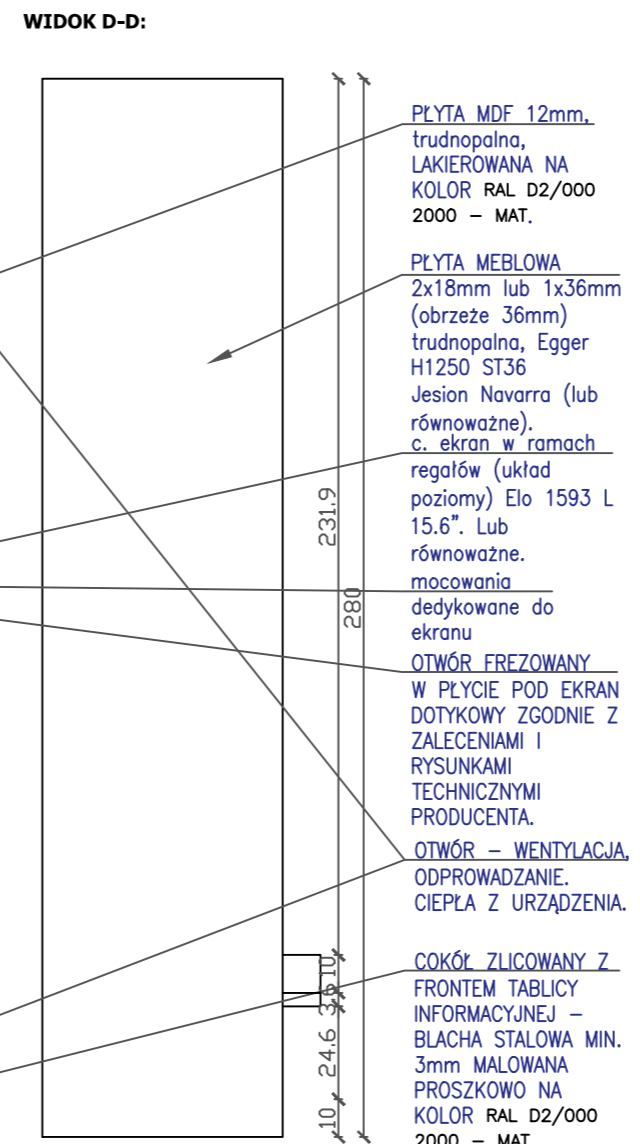 WIDOK D-D:
PŁYTA MDF 12mm,
trudnopalna,
LAKIEROWANA NA
KOLOR RAL D2/000
2000 – MAT.
PŁYTA MEBLOWA
2x18mm lub 1x36mm
(obrzeże 36mm)
trudnopalna, Egger
H1250 ST36
Jesion Navarra (lub
równoważne).
c. ekran w ramach
regałów (układ
poziomy) Elo 1593 L
15.6”. Lub
równoważne.
mocowania
dedykowane do
ekranu
OTWÓR FREZOWANY
W PŁYCIE POD EKRAN
DOTYKOWY ZGODNIE Z
ZALECENIAMI I
RYSUNKAMI
TECHNICZNYMI
PRODUCENTA.
OTWÓR – WENTYLACJA,
ODPROWADZANIE.
CIEPŁA Z URZĄDZENIA.
COKÓŁ ZLICOWANY Z
FRONTEM TABLICY
INFORMACYJNEJ –
BLACHA STALOWA MIN.
3mm MALOWANA
PROSZKOWO NA
KOLOR RAL D2/000
2000 – MAT
231.9
280
10
3.6
24.6
10